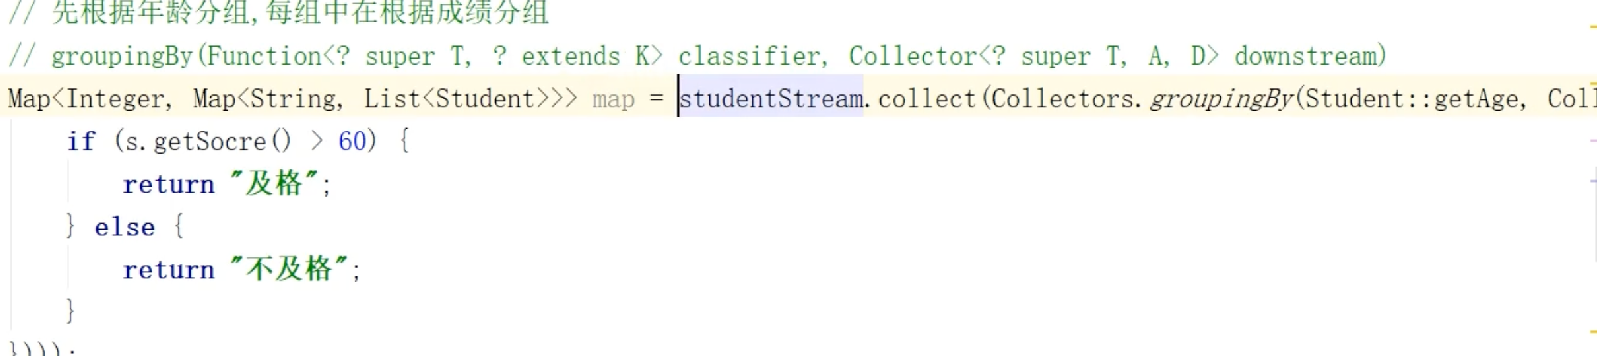 // 先根据年龄分组,每组中在根据成绩分组
// groupingBy(Function<? super T, ? extends K> classifier, Collector<? super T, A, D> downstream)
Map<Integer, Map<String, List<Student>>> map = studentStream.collect(Collectors.groupingBy(Student::getAge, Coll
if (s.getSocre() > 60) {
return "及格";
} else {
return "不及格";
}
})));